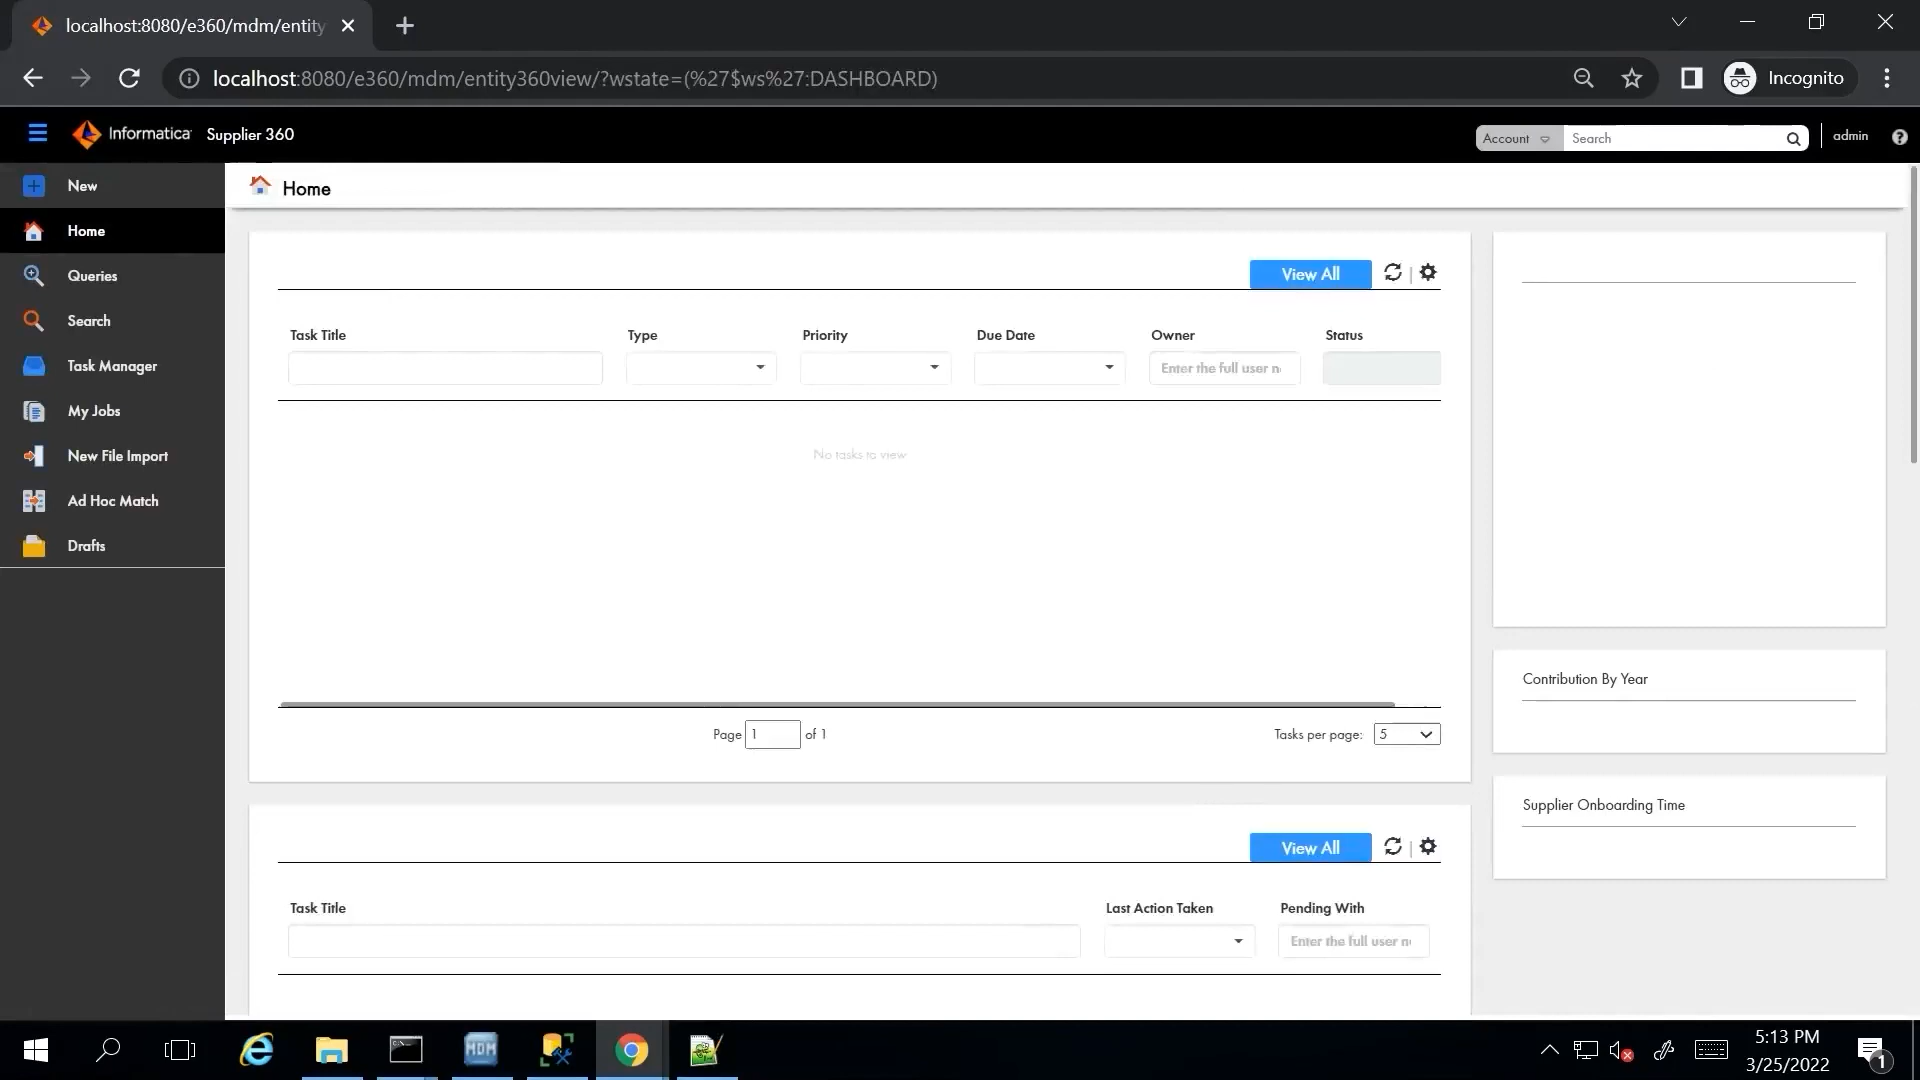 localhost:8080/e360/mdm/entity
localhost:8080/e360/mdm/entity360view/?wstate=(%27$ws%27:DASHBOARD)
Incognito
Informatica Supplier 360
Account
Search
admin
?
New
Home
Queries
Search
Task Manager
My Jobs
New File Import
Ad Hoc Match
Drafts
Home
View All
Task Title Type Priority Due Date Owner Status
Enter the full user n
No tasks to view
Page 1 of 1
Tasks per page: 5
Contribution By Year
Supplier Onboarding Time
View All
Task Title Last Action Taken Pending With
Enter the full user n
MDM
5:13 PM
3/25/2022
1